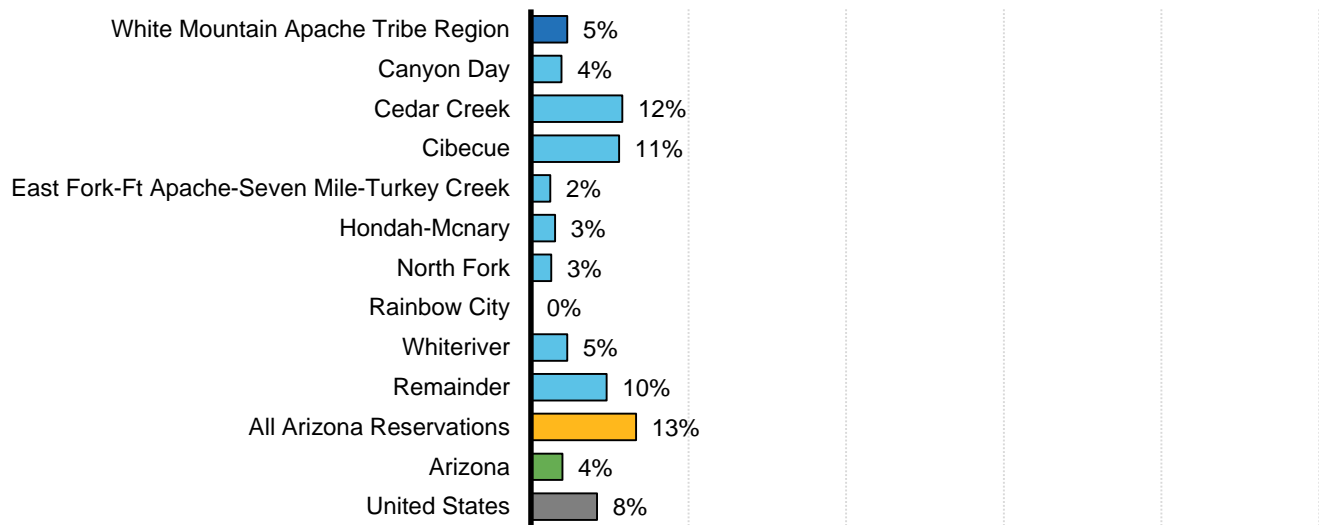 White Mountain Apache Tribe Region 5%
Canyon Day 4%
Cedar Creek 12%
Cibecue 11%
East Fork-Ft Apache-Seven Mile-Turkey Creek 2%
Hondah-Mcnary 3%
North Fork 3%
Rainbow City 0%
Whiteriver 5%
Remainder 10%
All Arizona Reservations 13%
Arizona 4%
United States 8%